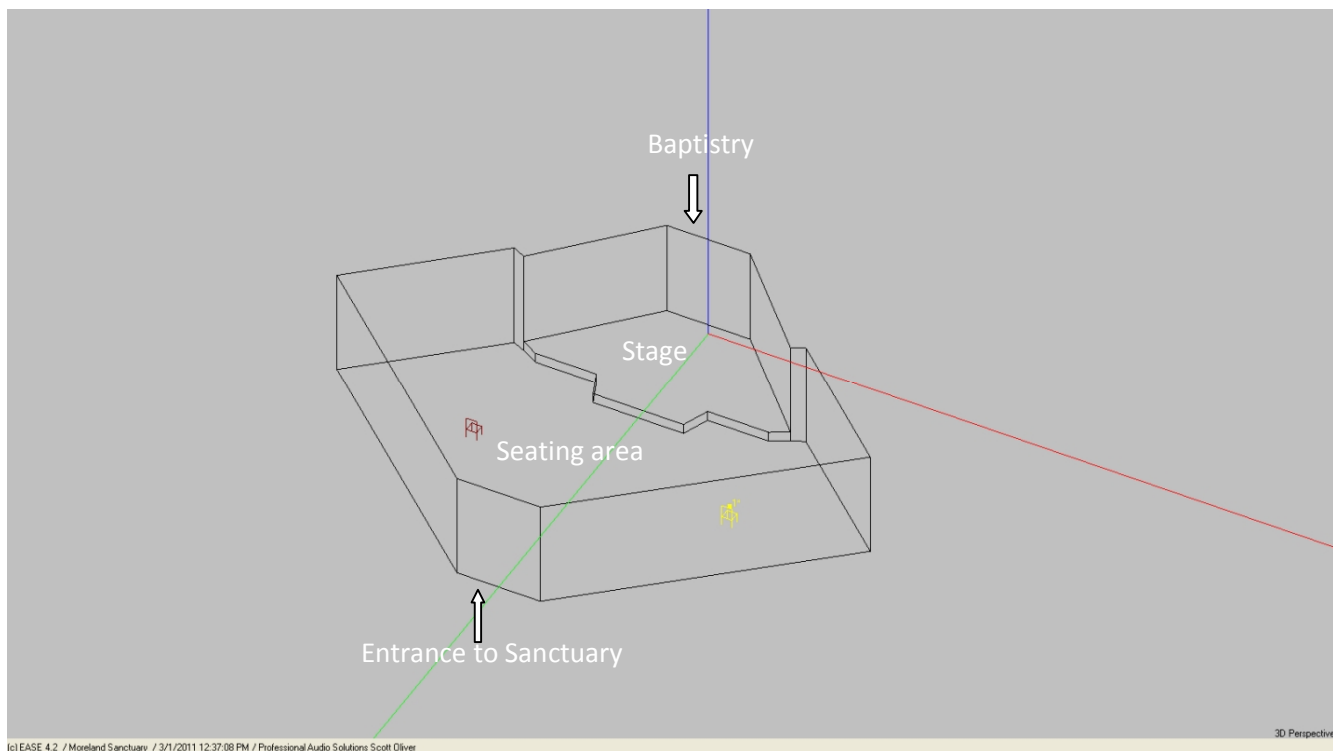 Baptistry
Stage
Seating area
Entrance to Sanctuary
3D Perspective
(c) EASE 4.2 / Moreland Sanctuary / 3/1/2011 12:37:08 PM / Professional Audio Solutions Scott Oliver